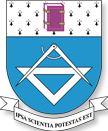 IPSA SCIENTIA POTESTAS EST